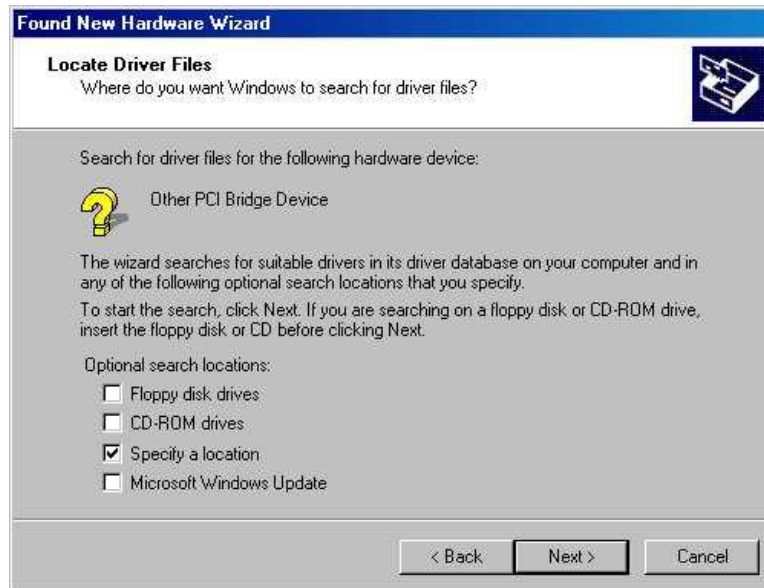 Found New Hardware Wizard
Locate Driver Files
Where do you want Windows to search for driver files?
Search for driver files for the following hardware device:
Other PCI Bridge Device
The wizard searches for suitable drivers in its driver database on your computer and in
any of the following optional search locations that you specify.
To start the search, click Next. If you are searching on a floppy disk or CD-ROM drive,
insert the floppy disk or CD before clicking Next.
Optional search locations:
Floppy disk drives
CD-ROM drives
Specify a location
Microsoft Windows Update
< Back Next > Cancel